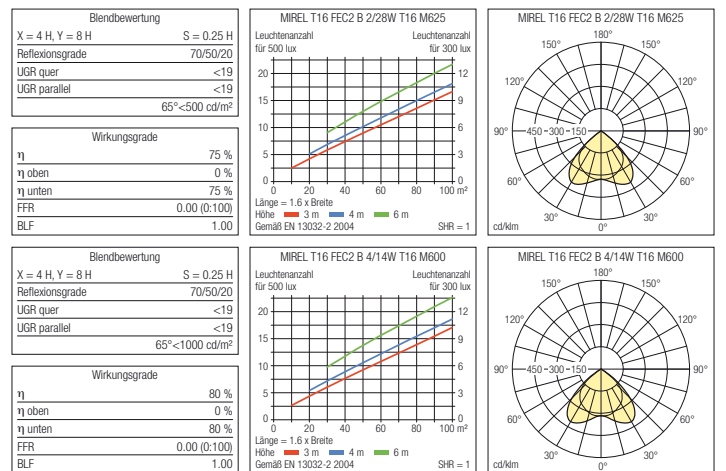 Blendbewertung
X = 4 H, Y = 8 H S = 0.25 H
Reflexionsgrade 70/50/20
UGR quer <19
UGR parallel <19
65°<500 cd/m²
Wirkungsgrade
η 75 %
η oben 0 %
η unten 75 %
FFR 0.00 (0:100)
BLF 1.00
MIREL T16 FEC2 B 2/28W T16 M625
Leuchtenanzahl Leuchtenanzahl
für 500 lux für 300 lux
20 12
15 9
10 6
5 3
0 0
0 20 40 60 80 100 m²
Länge = 1.6 x Breite
Höhe 3 m 4 m 6 m
Gemäß EN 13032-2 2004 SHR = 1
MIREL T16 FEC2 B 2/28W T16 M625
180°
150° 150°
120° 120°
90° 450 300 150 90°
60° 60°
30° 30°
cd/klm 0°
Blendbewertung
X = 4 H, Y = 8 H S = 0.25 H
Reflexionsgrade 70/50/20
UGR quer <19
UGR parallel <19
65°<1000 cd/m²
Wirkungsgrade
η 80 %
η oben 0 %
η unten 80 %
FFR 0.00 (0:100)
BLF 1.00
MIREL T16 FEC2 B 4/14W T16 M600
Leuchtenanzahl Leuchtenanzahl
für 500 lux für 300 lux
20 12
15 9
10 6
5 3
0 0
0 20 40 60 80 100 m²
Länge = 1.6 x Breite
Höhe 3 m 4 m 6 m
Gemäß EN 13032-2 2004 SHR = 1
MIREL T16 FEC2 B 4/14W T16 M600
180°
150° 150°
120° 120°
90° 450 300 150 90°
60° 60°
30° 30°
cd/klm 0°